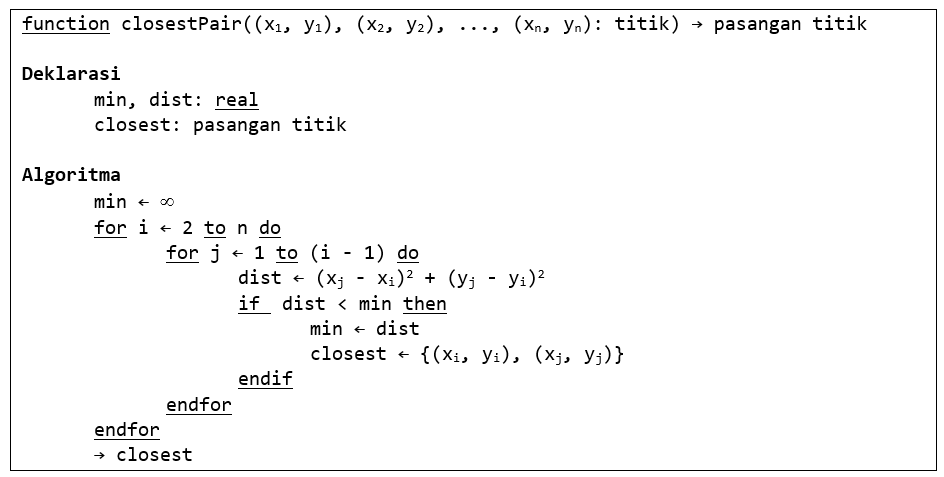 function closestPair((x₁, y₁), (x₂, y₂), ..., (xₙ, yₙ): titik) → pasangan titik
Deklarasi
min, dist: real
closest: pasangan titik
Algoritma
min ← ∞
for i ← 2 to n do
for j ← 1 to (i - 1) do
dist ← (xⱼ - xᵢ)² + (yⱼ - yᵢ)²
if dist < min then
min ← dist
closest ← {(xᵢ, yᵢ), (xⱼ, yⱼ)}
endif
endfor
endfor
→ closest